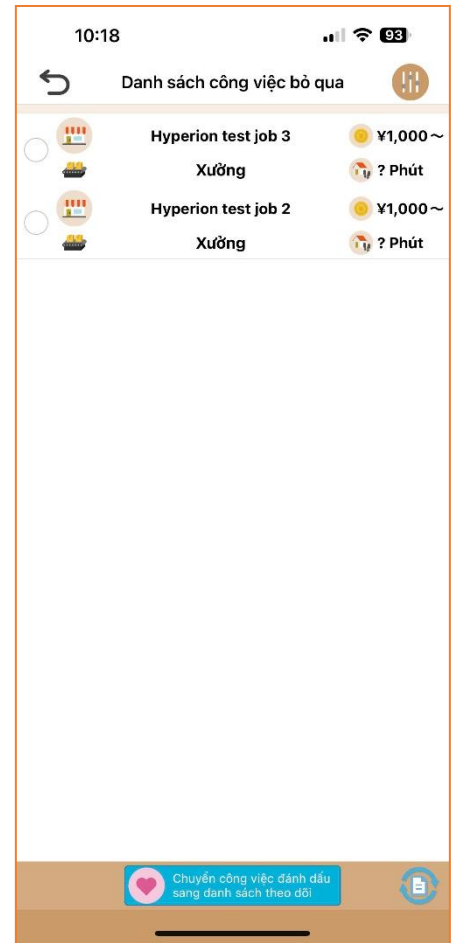 10:18
93
Danh sách công việc bỏ qua
Hyperion test job 3
¥1,000～
Xưởng
? Phút
Hyperion test job 2
¥1,000～
Xưởng
? Phút
Chuyển công việc đánh dấu
sang danh sách theo dõi